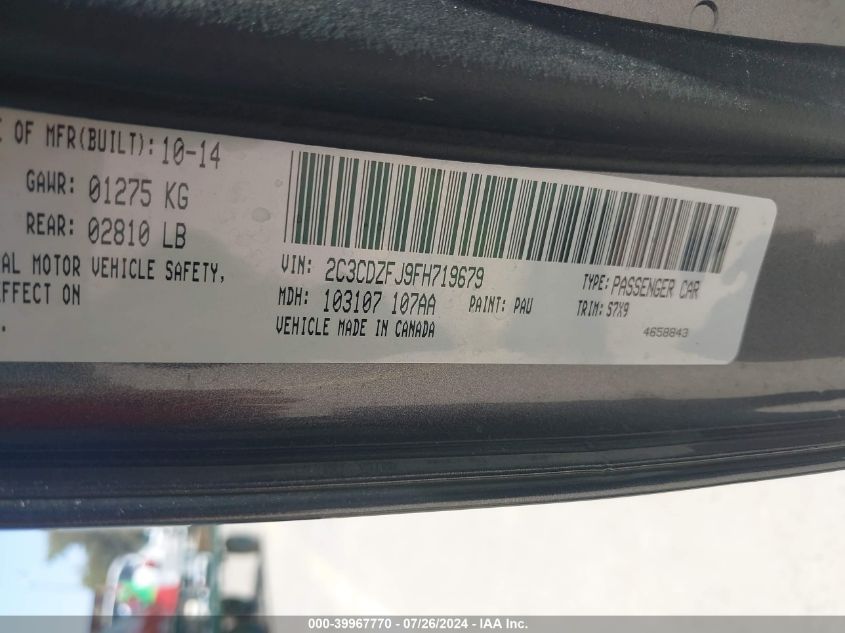 E OF MFR(BUILT): 10-14
GAWR: 01275 KG
REAR: 02810 LB
AL MOTOR VEHICLE SAFETY,
EFFECT ON
VIN: 2C3CDZFJ9FH719679
TYPE: PASSENGER CAR
MDH: 103107 107AA
PAINT: PAU
TRIM: S7X9
VEHICLE MADE IN CANADA
4658843
000-39967770 / 07/26/2024 - IAA Inc.